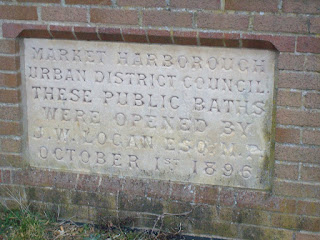 MARKET HARBOROUGH
URBAN DISTRICT COUNCIL.
THESE PUBLIC BATHS
WERE OPENED BY
J.W. LOGAN ESQ. M.P.
OCTOBER 1ST 1896.